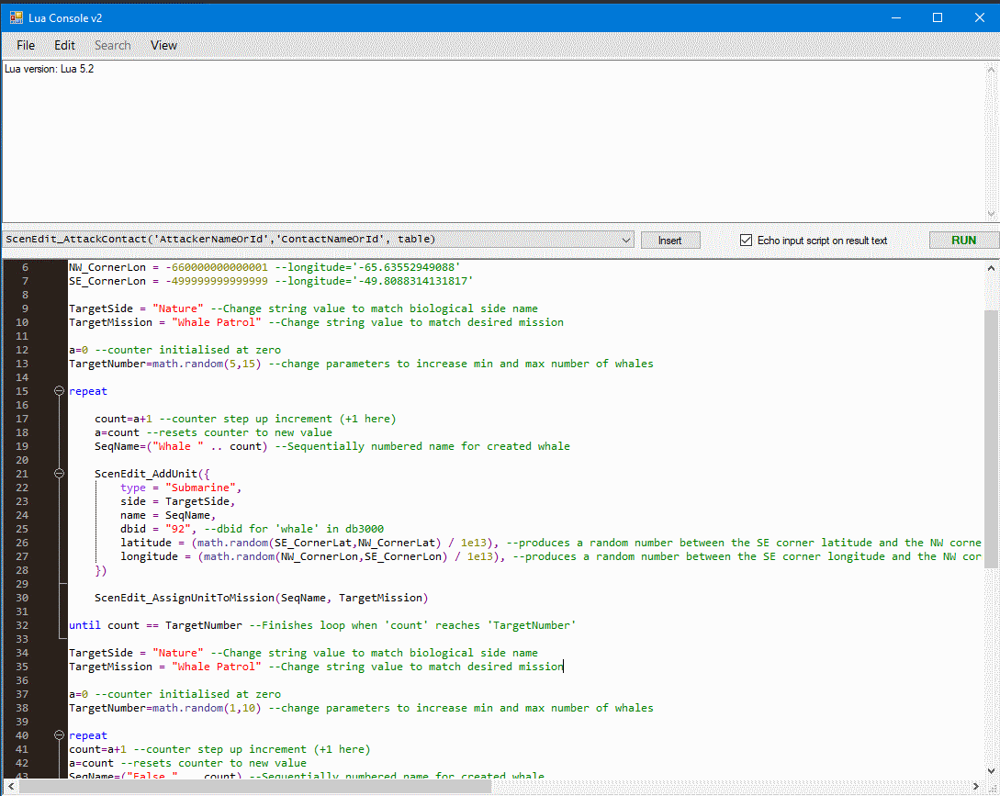 Lua Console v2
File Edit Search View
Lua version: Lua 5.2
ScenEdit_AttackContact('AttackerNameOrId','ContactNameOrId', table) Insert Echo input script on result text RUN
6 NW_CornerLon = -660000000000001 --longitude='-65.63552949088'
7 SE_CornerLon = -499999999999999 --longitude='-49.8088314131817'
8
9 TargetSide = "Nature" --Change string value to match biological side name
10 TargetMission = "Whale Patrol" --Change string value to match desired mission
11
12 a=0 --counter initialised at zero
13 TargetNumber=math.random(5,15) --change parameters to increase min and max number of whales
14
15 repeat
16
17 count=a+1 --counter step up increment (+1 here)
18 a=count --resets counter to new value
19 SeqName=("Whale " .. count) --Sequentially numbered name for created whale
20
21 ScenEdit_AddUnit({
22 type = "Submarine",
23 side = TargetSide,
24 name = SeqName,
25 dbid = "92", --dbid for 'whale' in db3000
26 latitude = (math.random(SE_CornerLat,NW_CornerLat) / 1e13), --produces a random number between the SE corner latitude and the NW corne
27 longitude = (math.random(NW_CornerLon,SE_CornerLon) / 1e13), --produces a random number between the SE corner longitude and the NW cor
28 })
29
30 ScenEdit_AssignUnitToMission(SeqName, TargetMission)
31
32 until count == TargetNumber --Finishes loop when 'count' reaches 'TargetNumber'
33
34 TargetSide = "Nature" --Change string value to match biological side name
35 TargetMission = "Whale Patrol" --Change string value to match desired mission
36
37 a=0 --counter initialised at zero
38 TargetNumber=math.random(1,10) --change parameters to increase min and max number of whales
39
40 repeat
41 count=a+1 --counter step up increment (+1 here)
42 a=count --resets counter to new value
43 SeqName=("False " .. count) --Sequentially numbered name for created whale